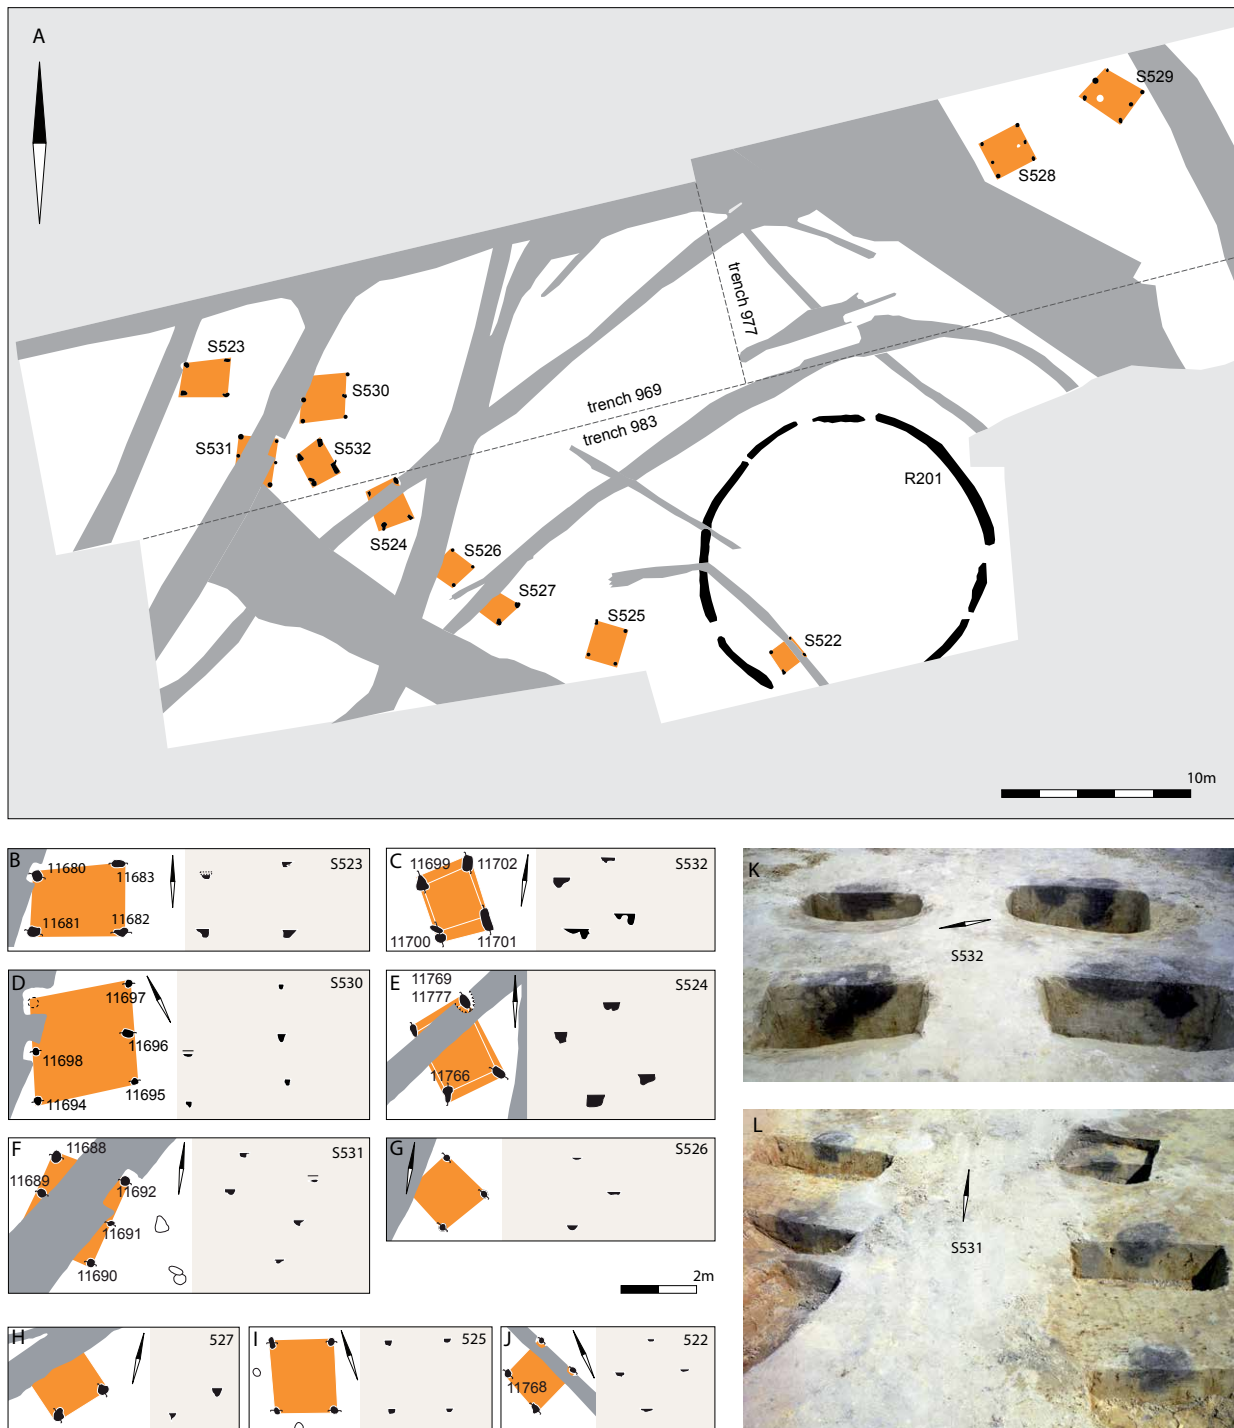 A
S529
S528
trench 977
S523
S530
trench 969
trench 983
S531
S532
R201
S524
S526
S527
S525
S522
10m
B
11680
11683
11681
11682
S523
C
11699
11702
11700
11701
S532
D
11697
11696
11698
11695
11694
S530
E
11769
11777
11766
S524
F
11688
11689
11692
11691
11690
S531
G
S526
2m
H
527
I
525
J
11768
522
K
S532
L
S531